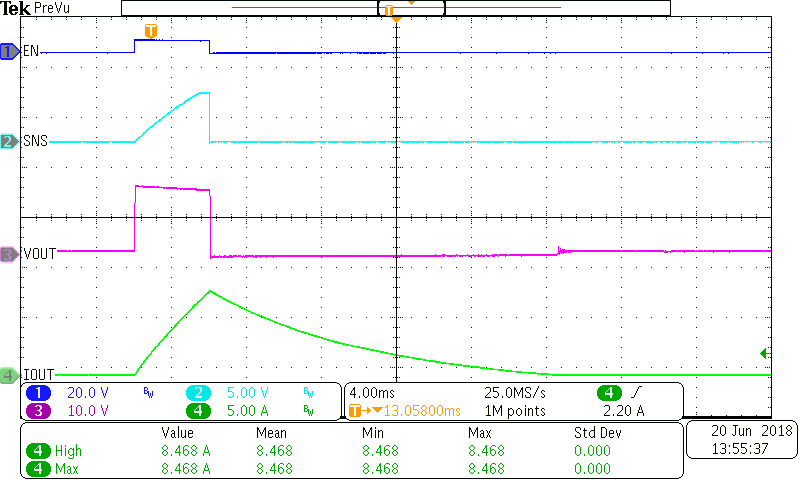 Tek PreVu
T
T
1 EN
2 SNS
3 VOUT
4 IOUT
1 20.0 V BW 2 5.00 V BW
3 10.0 V 4 5.00 A BW
4.00ms 25.0MS/s 4
T→▼13.05800ms 1M points 2.20 A
Value Mean Min Max Std Dev
4 High 8.468 A 8.468 8.468 8.468 0.000
4 Max 8.468 A 8.468 8.468 8.468 0.000
20 Jun 2018
13:55:37